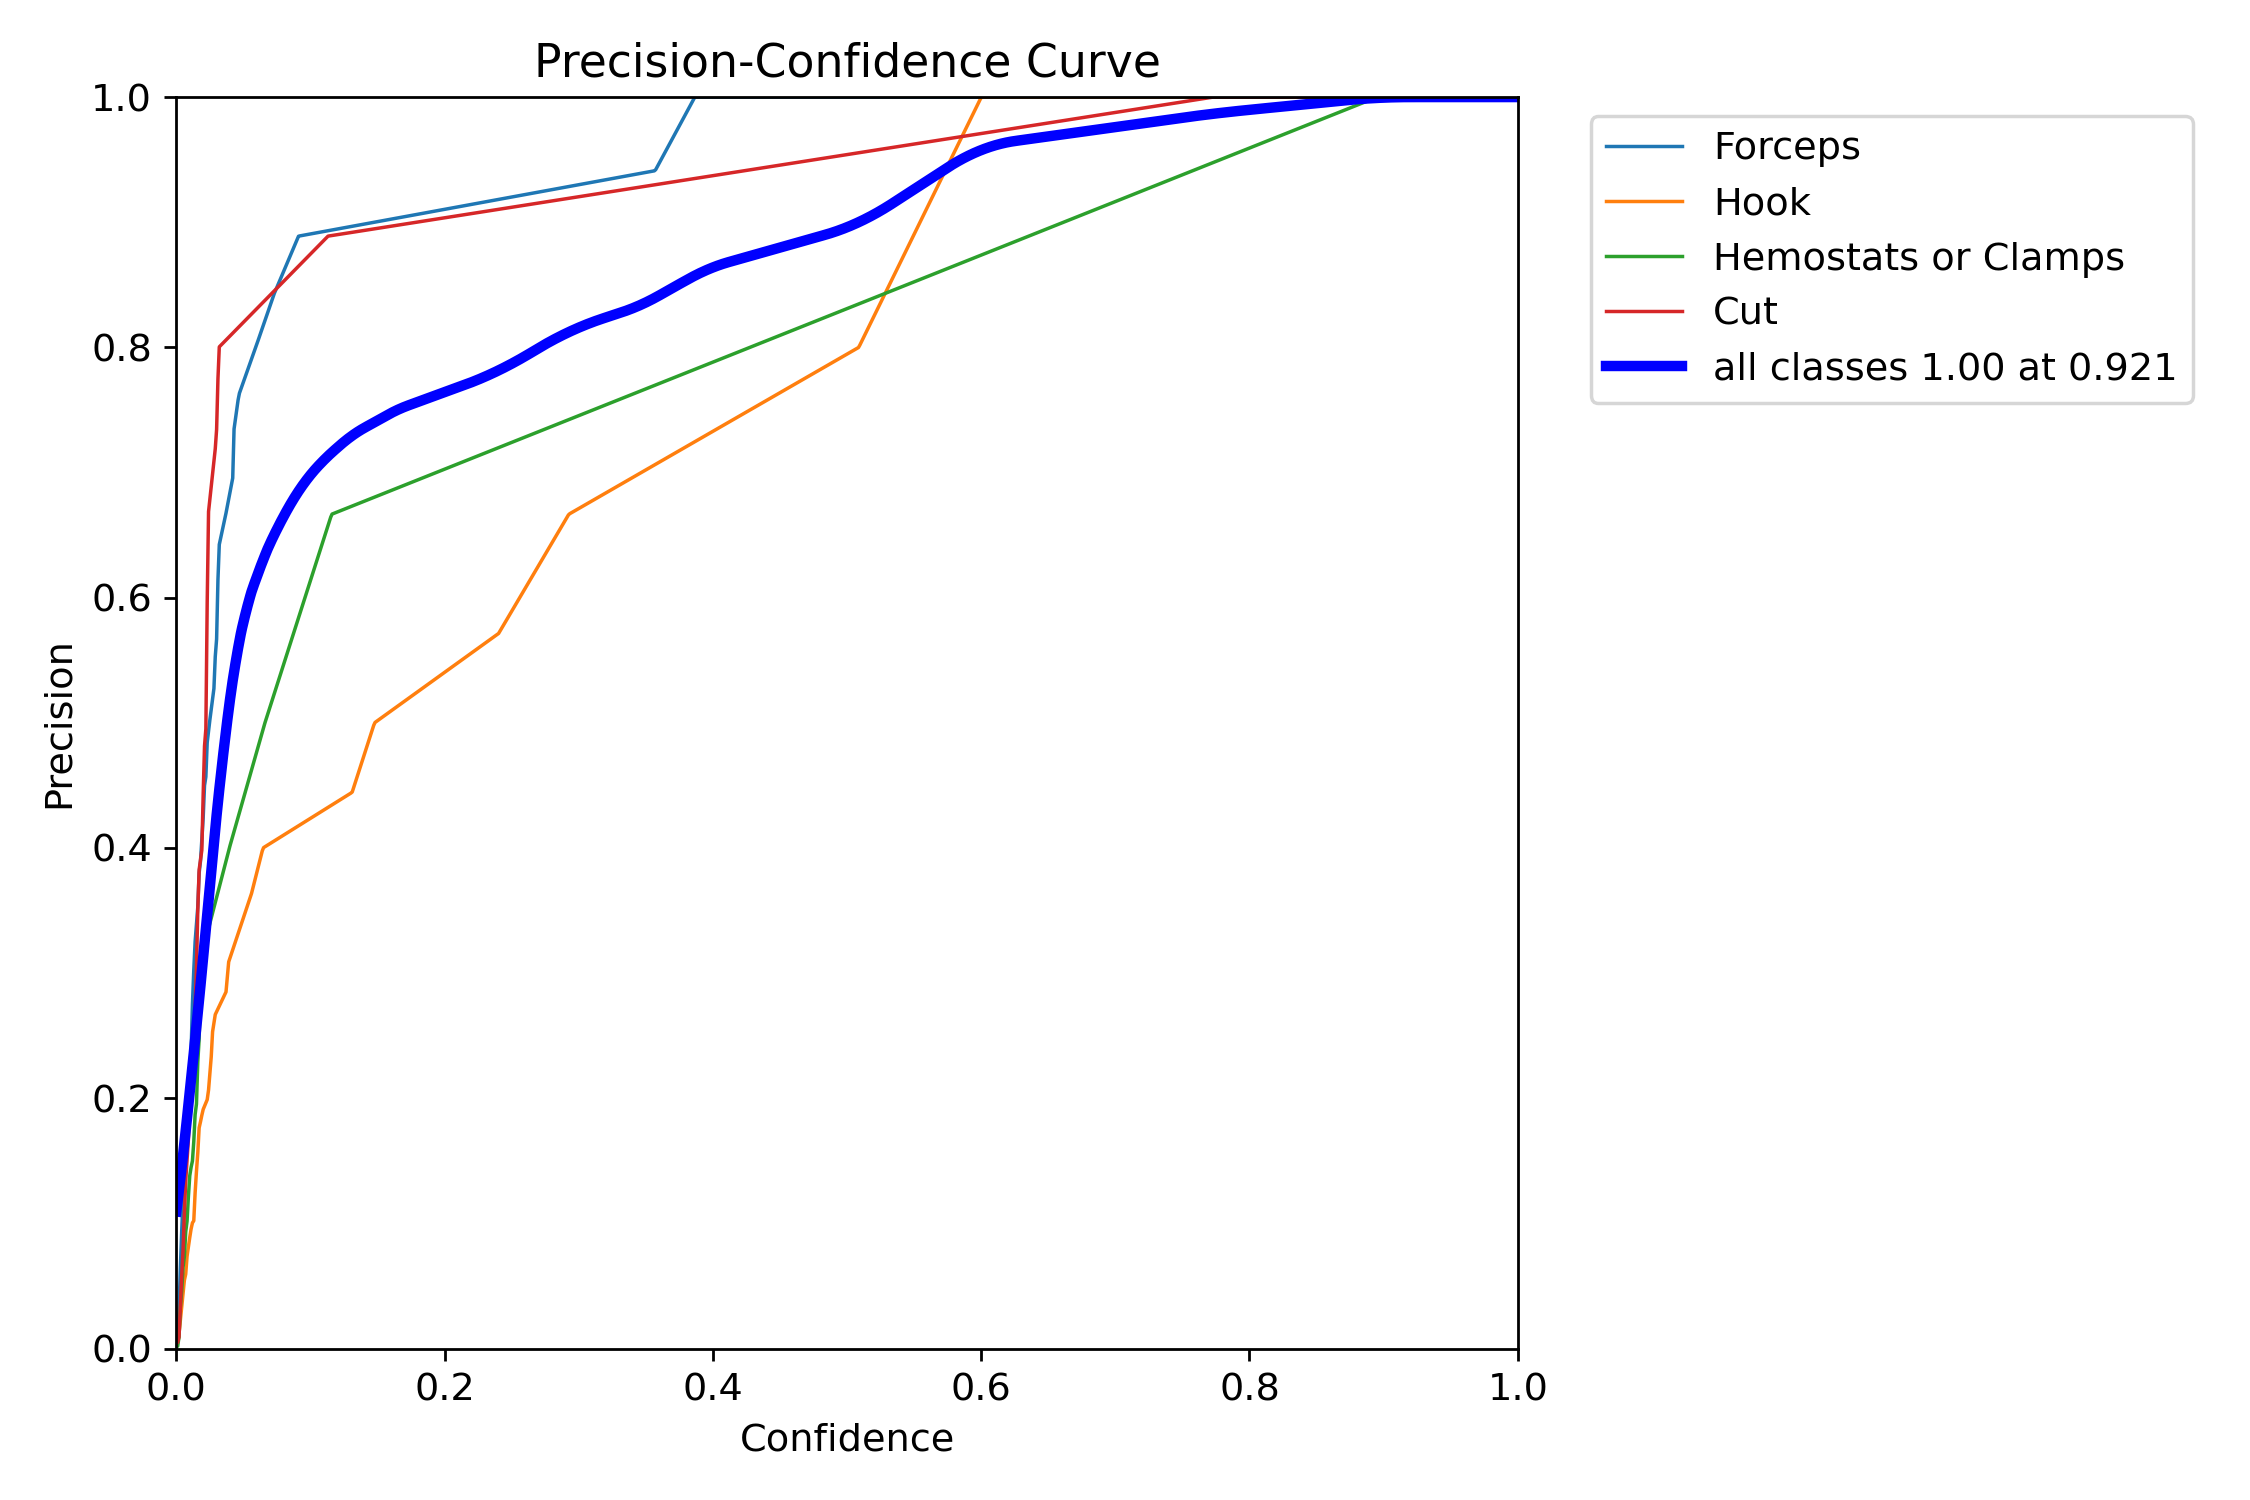 Precision-Confidence Curve
1.0
0.8
0.6
0.4
0.2
0.0
Precision
0.0 0.2 0.4 0.6 0.8 1.0
Confidence
Forceps
Hook
Hemostats or Clamps
Cut
all classes 1.00 at 0.921